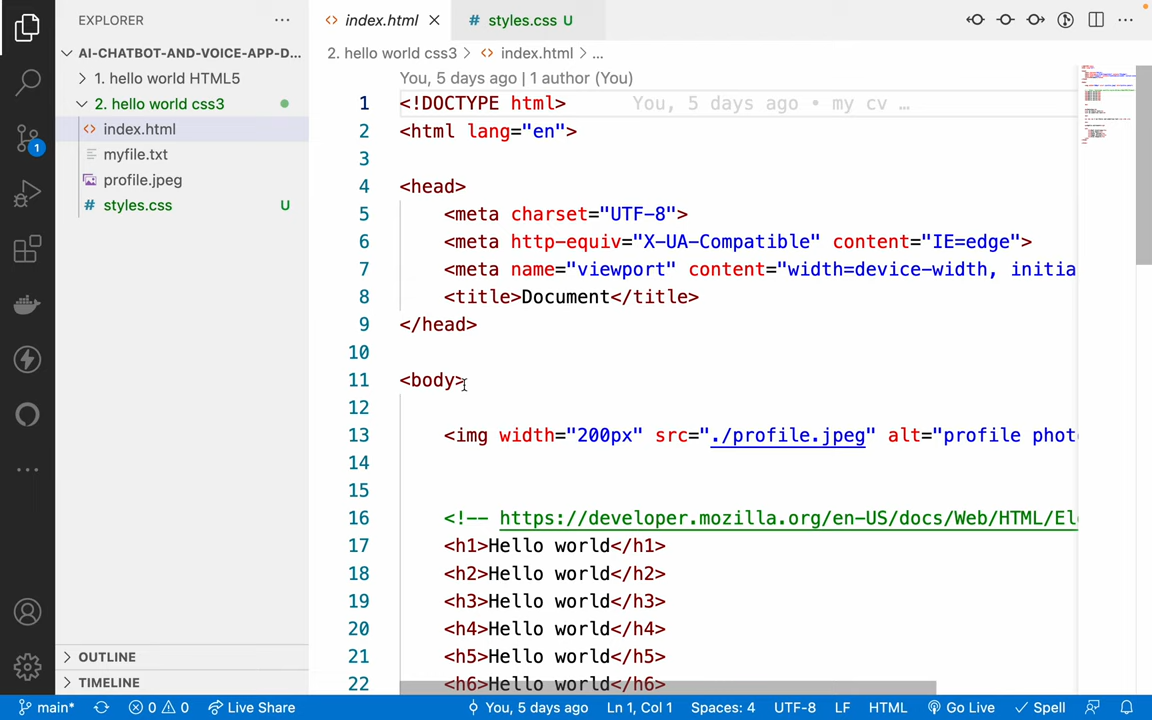 EXPLORER
AI-CHATBOT-AND-VOICE-APP-D...
1. hello world HTML5
2. hello world css3
index.html
myfile.txt
profile.jpeg
styles.css U
OUTLINE
TIMELINE
1
index.html
styles.css U
2. hello world css3 > index.html > ...
You, 5 days ago | 1 author (You)
1 <!DOCTYPE html> You, 5 days ago • my cv …
2 <html lang="en">
3
4 <head>
5 <meta charset="UTF-8">
6 <meta http-equiv="X-UA-Compatible" content="IE=edge">
7 <meta name="viewport" content="width=device-width, initia
8 <title>Document</title>
9 </head>
10
11 <body>
12
13 <img width="200px" src="./profile.jpeg" alt="profile phot
14
15
16 <!-- https://developer.mozilla.org/en-US/docs/Web/HTML/El
17 <h1>Hello world</h1>
18 <h2>Hello world</h2>
19 <h3>Hello world</h3>
20 <h4>Hello world</h4>
21 <h5>Hello world</h5>
22 <h6>Hello world</h6>
main* 0 0 Live Share You, 5 days ago Ln 1, Col 1 Spaces: 4 UTF-8 LF HTML Go Live Spell